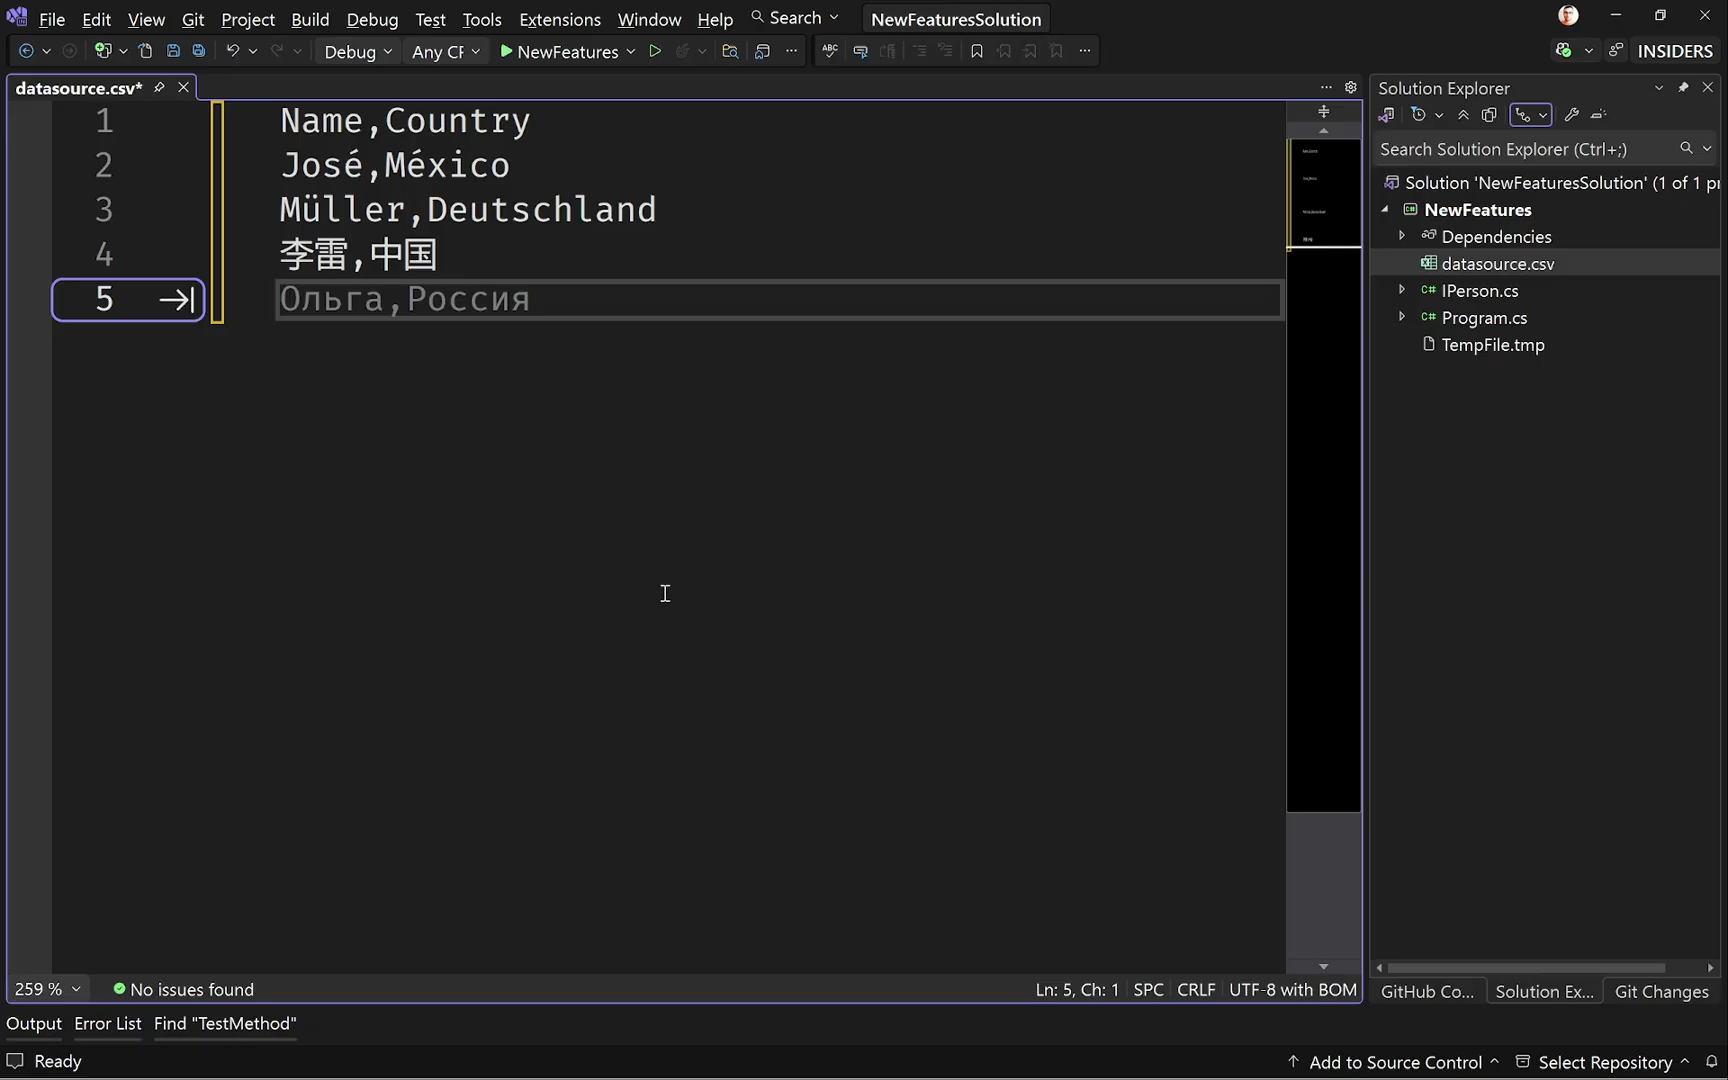 File Edit View Git Project Build Debug Test Tools Extensions Window Help Search NewFeaturesSolution
Debug Any CP NewFeatures INSIDERS
datasource.csv*
1 Name,Country
2 José,México
3 Müller,Deutschland
4 李雷,中国
5 Ольга,Россия
Solution Explorer
Search Solution Explorer (Ctrl+;)
Solution 'NewFeaturesSolution' (1 of 1 pr
NewFeatures
Dependencies
datasource.csv
C# IPerson.cs
C# Program.cs
TempFile.tmp
259 % No issues found Ln: 5, Ch: 1 SPC CRLF UTF-8 with BOM
GitHub Co... Solution Ex... Git Changes
Output Error List Find "TestMethod"
Ready Add to Source Control Select Repository